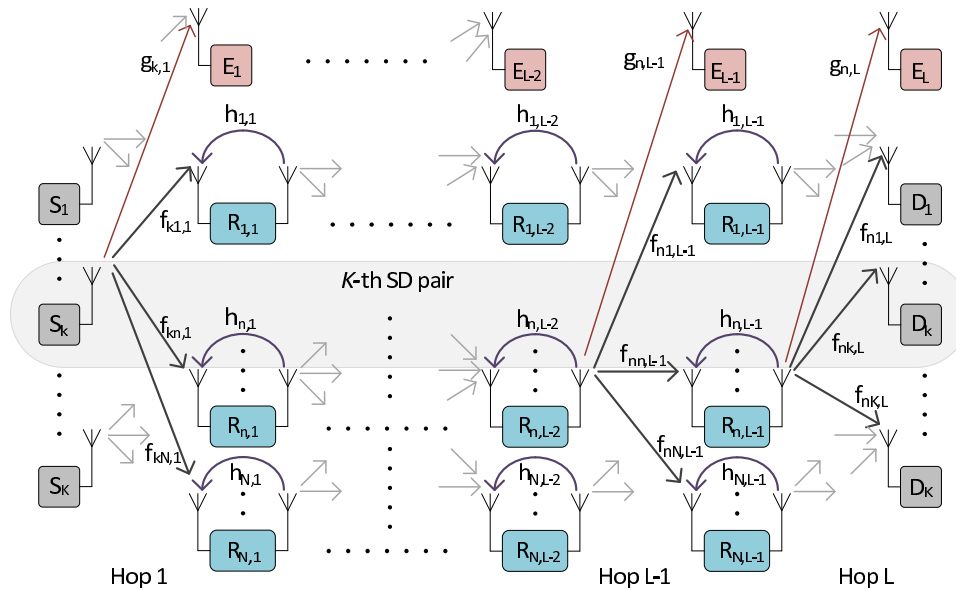 g_{k,1} E_1 . . . . . . . E_{L-2} g_{n,L-1} E_{L-1} g_{n,L} E_L
h_{1,1} h_{1,L-2} h_{1,L-1}
S_1 f_{k1,1} R_{1,1} . . . . . . . R_{1,L-2} f_{n1,L-1} R_{1,L-1} f_{n1,L} D_1
K-th SD pair
S_k f_{kn,1} h_{n,1} h_{n,L-2} f_{nn,L-1} h_{n,L-1} f_{nk,L} D_k
R_{n,1} . . . . . . . R_{n,L-2} R_{n,L-1} f_{nK,L}
S_K f_{kN,1} h_{N,1} h_{N,L-2} f_{nN,L-1} h_{N,L-1} D_K
R_{N,1} . . . . . . . R_{N,L-2} R_{N,L-1}
Hop 1 Hop L-1 Hop L